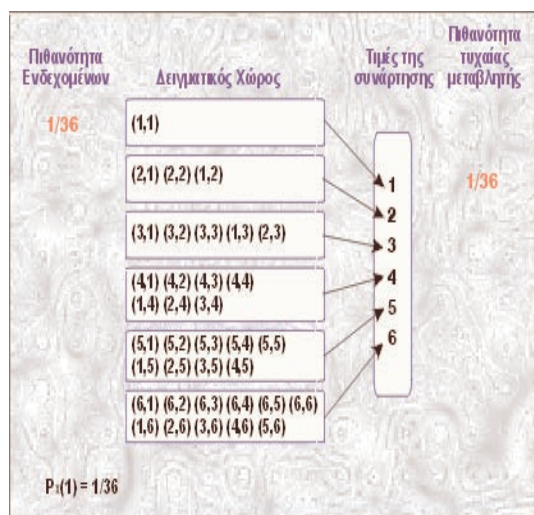 Πιθανότητα
Ενδεχομένων
Δειγματικός Χώρος
Τιμές της
συνάρτησης
Πιθανότητα
τυχαίας
μεταβλητής
1/36
(1,1)
(2,1) (2,2) (1,2)
(3,1) (3,2) (3,3) (1,3) (2,3)
(4,1) (4,2) (4,3) (4,4)
(1,4) (2,4) (3,4)
(5,1) (5,2) (5,3) (5,4) (5,5)
(1,5) (2,5) (3,5) (4,5)
(6,1) (6,2) (6,3) (6,4) (6,5) (6,6)
(1,6) (2,6) (3,6) (4,6) (5,6)
1
2
3
4
5
6
1/36
Px(1) = 1/36